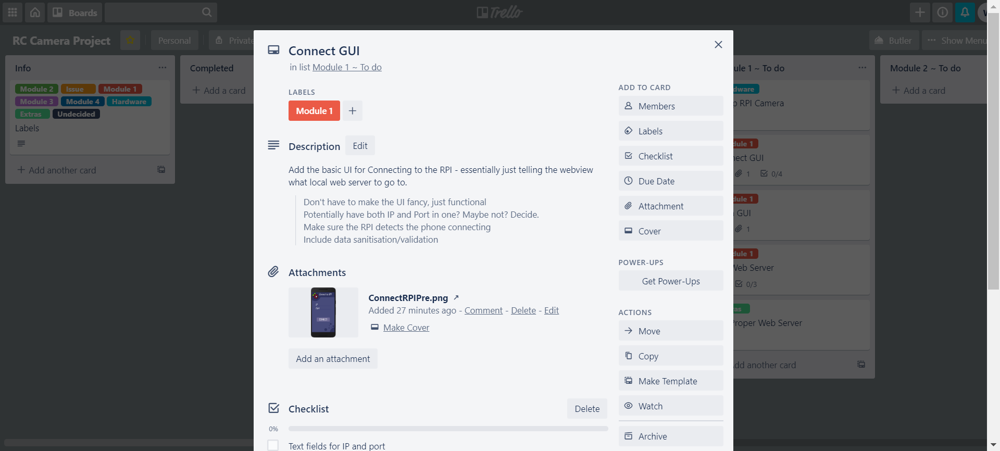 Boards
Trello
RC Camera Project
Personal
Private
Butler
Show Menu
Info
Module 2
Issue
Module 1
Module 3
Module 4
Hardware
Extras
Undecided
Labels
Add another card
Completed
Add a card
Connect GUI
in list Module 1 ~ To do
LABELS
Module 1
Description
Edit
Add the basic UI for Connecting to the RPI - essentially just telling the webview
what local web server to go to.
Don't have to make the UI fancy, just functional
Potentially have both IP and Port in one? Maybe not? Decide.
Make sure the RPI detects the phone connecting
Include data sanitisation/validation
Attachments
Connect to RPI
IP
Port
CONNECT
ConnectRPIPre.png
Added 27 minutes ago - Comment - Delete - Edit
Make Cover
Add an attachment
Checklist
Delete
0%
Text fields for IP and port
ADD TO CARD
Members
Labels
Checklist
Due Date
Attachment
Cover
POWER-UPS
Get Power-Ups
ACTIONS
Move
Copy
Make Template
Watch
Archive
ule 1 ~ To do
dware
RPI Camera
dule 1
nect GUI
1
0/4
dule 1
GUI
1
dule 1
Web Server
0/3
as
Proper Web Server
dd another card
Module 2 ~ To do
Add a card